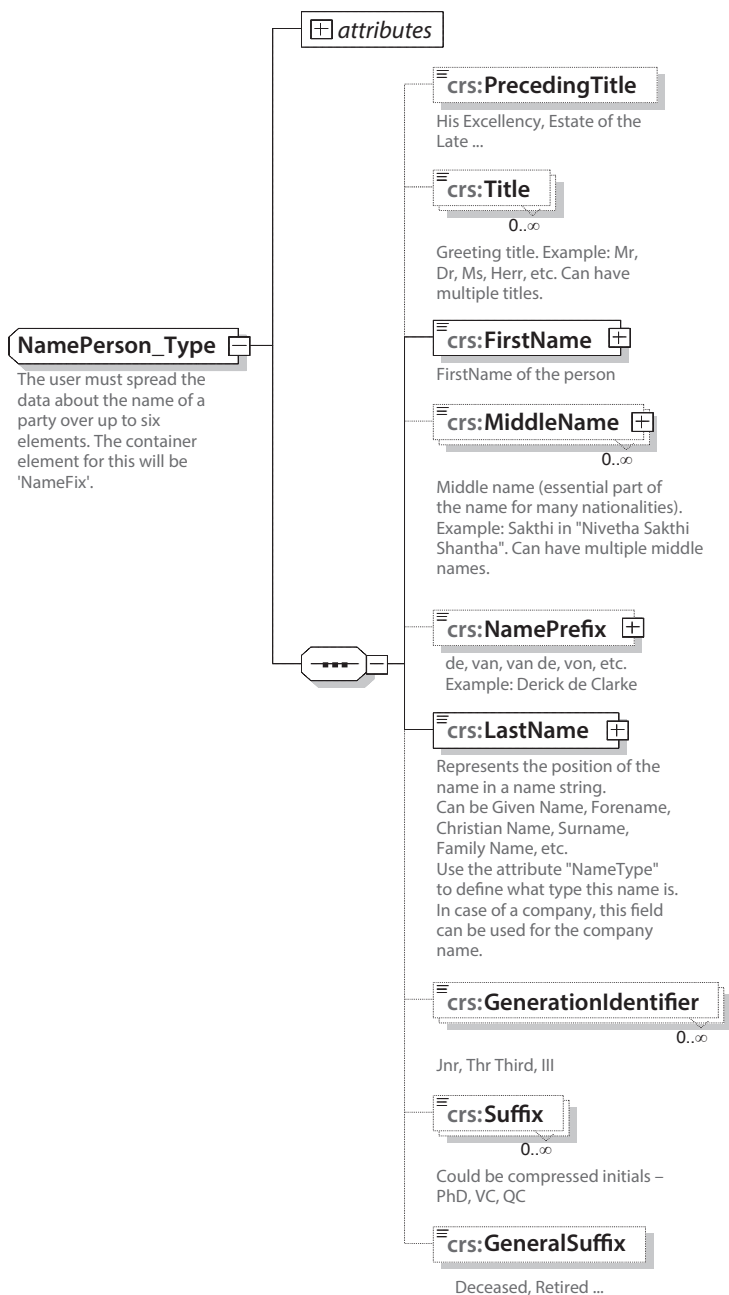 attributes
crs:PrecedingTitle
His Excellency, Estate of the
Late ...
crs:Title
0..∞
Greeting title. Example: Mr,
Dr, Ms, Herr, etc. Can have
multiple titles.
NamePerson_Type
The user must spread the
data about the name of a
party over up to six
elements. The container
element for this will be
'NameFix'.
crs:FirstName
FirstName of the person
crs:MiddleName
0..∞
Middle name (essential part of
the name for many nationalities).
Example: Sakthi in "Nivetha Sakthi
Shantha". Can have multiple middle
names.
crs:NamePrefix
de, van, van de, von, etc.
Example: Derick de Clarke
crs:LastName
Represents the position of the
name in a name string.
Can be Given Name, Forename,
Christian Name, Surname,
Family Name, etc.
Use the attribute "NameType"
to define what type this name is.
In case of a company, this field
can be used for the company
name.
crs:GenerationIdentifier
0..∞
Jnr, Thr Third, III
crs:Suffix
0..∞
Could be compressed initials –
PhD, VC, QC
crs:GeneralSuffix
Deceased, Retired ...